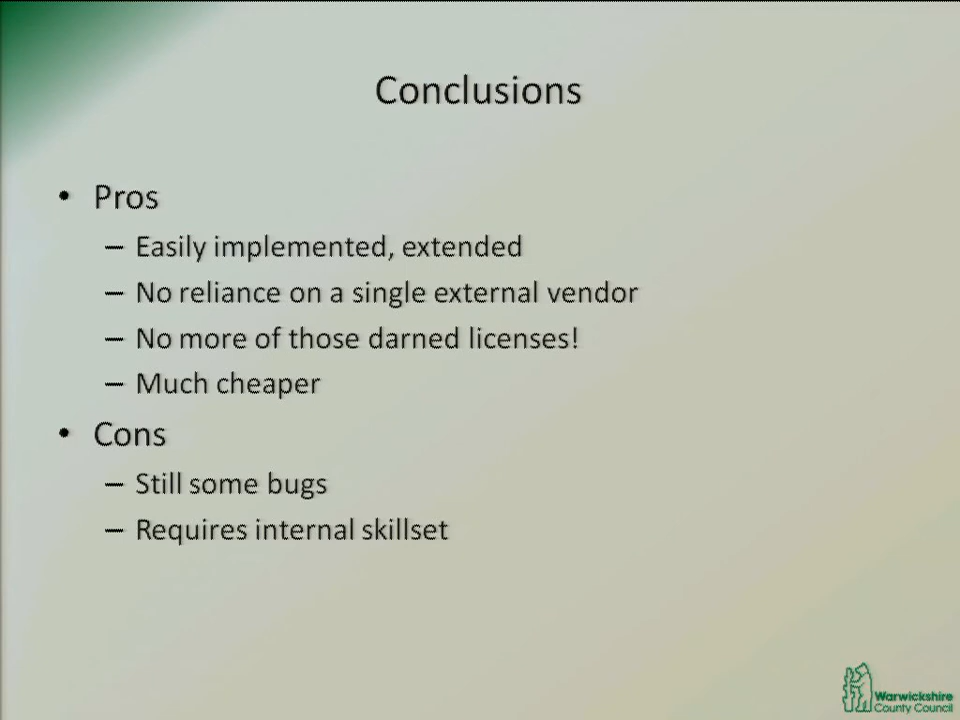 Conclusions
• Pros
– Easily implemented, extended
– No reliance on a single external vendor
– No more of those darned licenses!
– Much cheaper
• Cons
– Still some bugs
– Requires internal skillset
Warwickshire
County Council